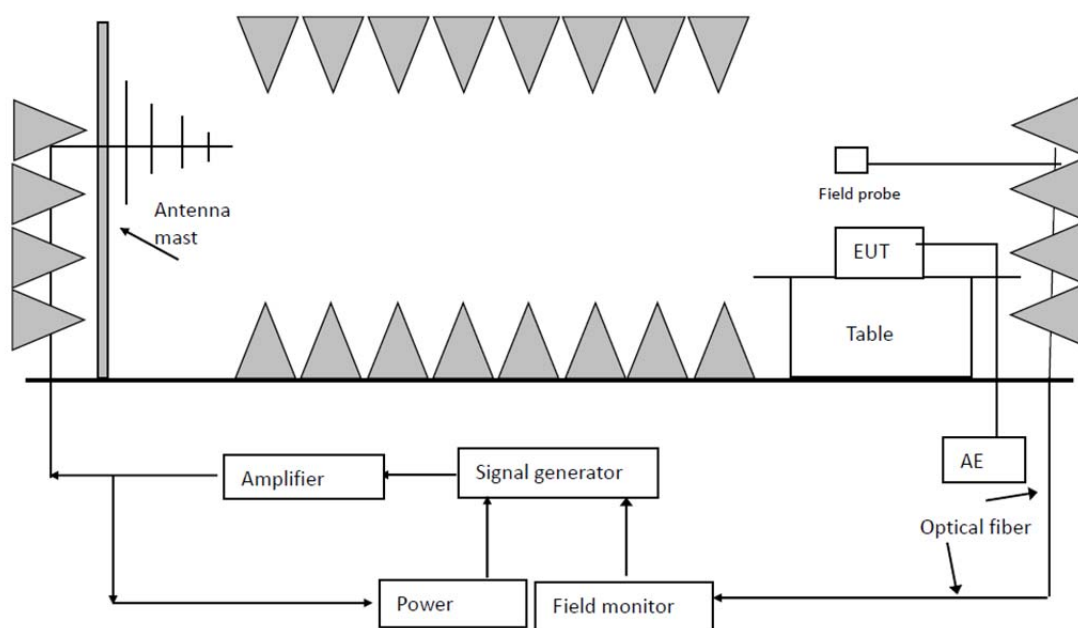 Antenna
mast
Field probe
EUT
Table
Amplifier
Signal generator
AE
Optical fiber
Power
Field monitor